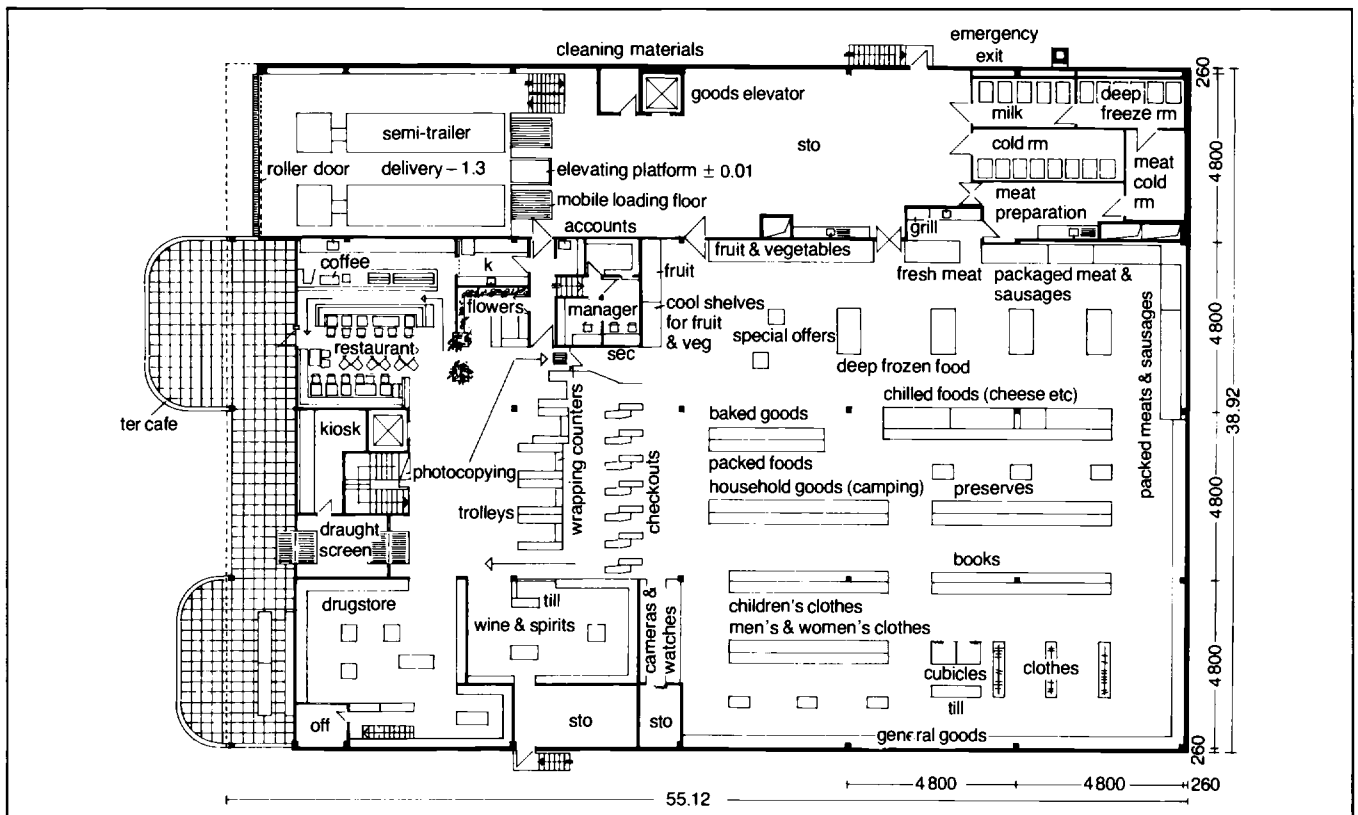 cleaning materials
emergency
exit
260
goods elevator
milk
deep
freeze rm
semi-trailer
sto
cold rm
4800
roller door
delivery – 1.3
elevating platform ± 0.01
meat
cold
rm
mobile loading floor
meat
preparation
accounts
grill
coffee
k
fruit
fruit & vegetables
fresh meat
packaged meat &
sausages
flowers
manager
cool shelves
for fruit
& veg
special offers
4800
restaurant
sec
deep frozen food
packed meats & sausages
38.92
ter cafe
kiosk
wrapping counters
baked goods
chilled foods (cheese etc)
photocopying
checkouts
packed foods
household goods (camping)
preserves
4800
trolleys
draught
screen
books
drugstore
till
wine & spirits
cameras &
watches
children's clothes
men's & women's clothes
4800
cubicles
clothes
till
off
sto
sto
general goods
260
4800
4800
260
55.12